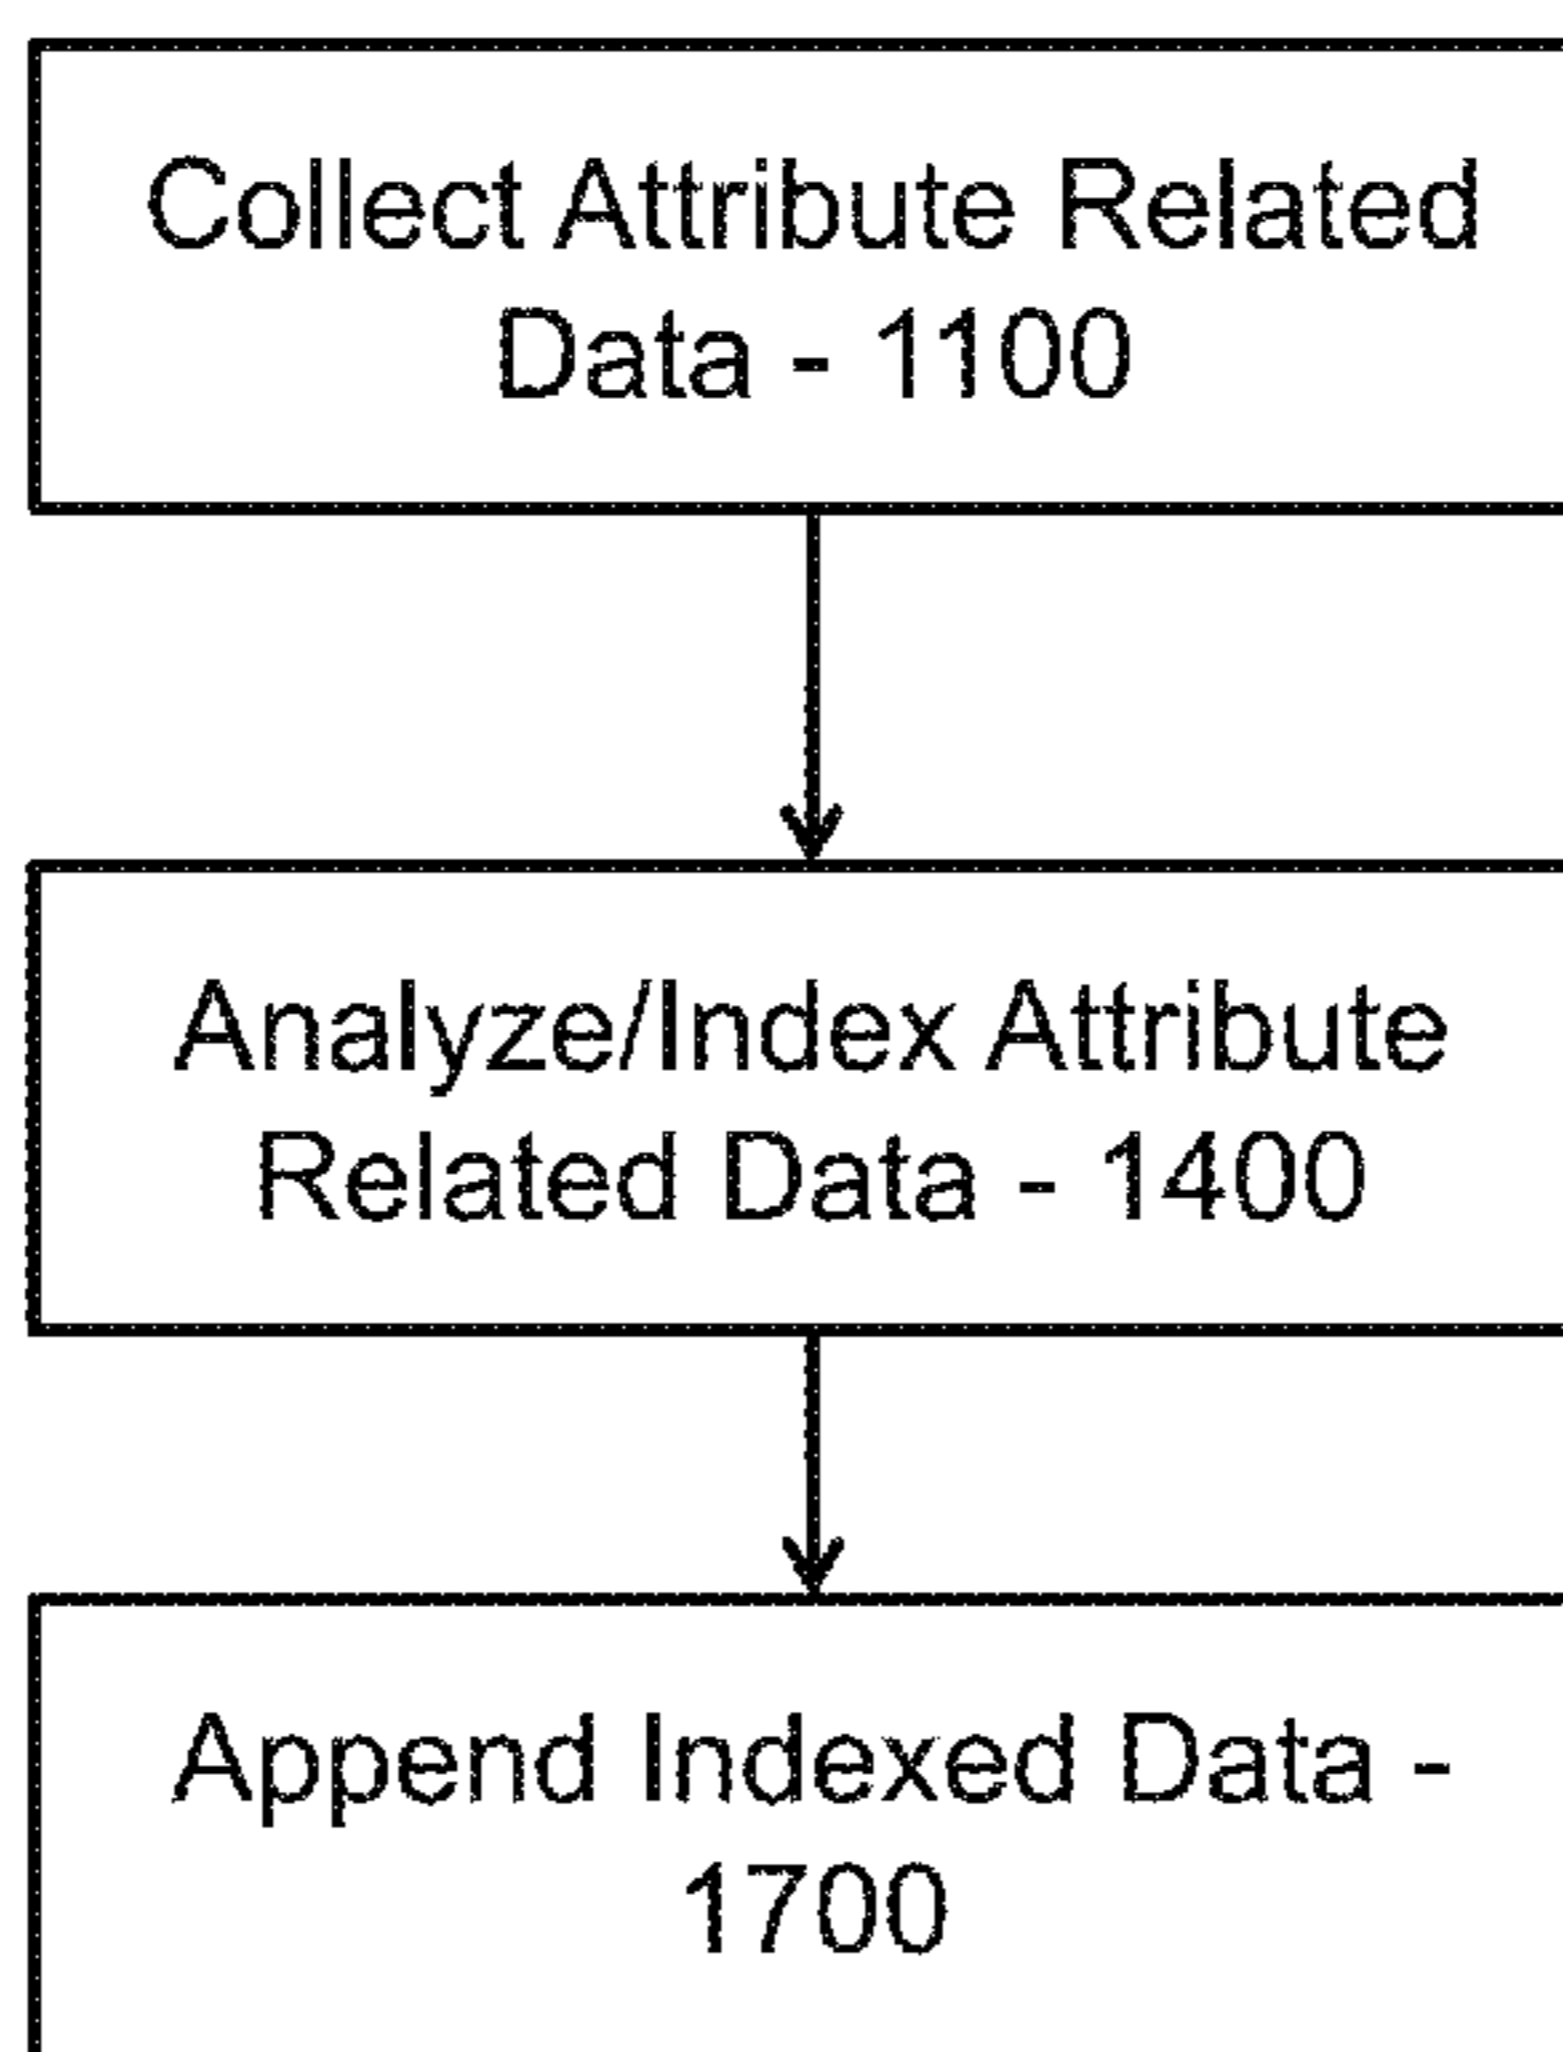 Collect Attribute Related
Data - 1100
Analyze/Index Attribute
Related Data - 1400
Append Indexed Data -
1700